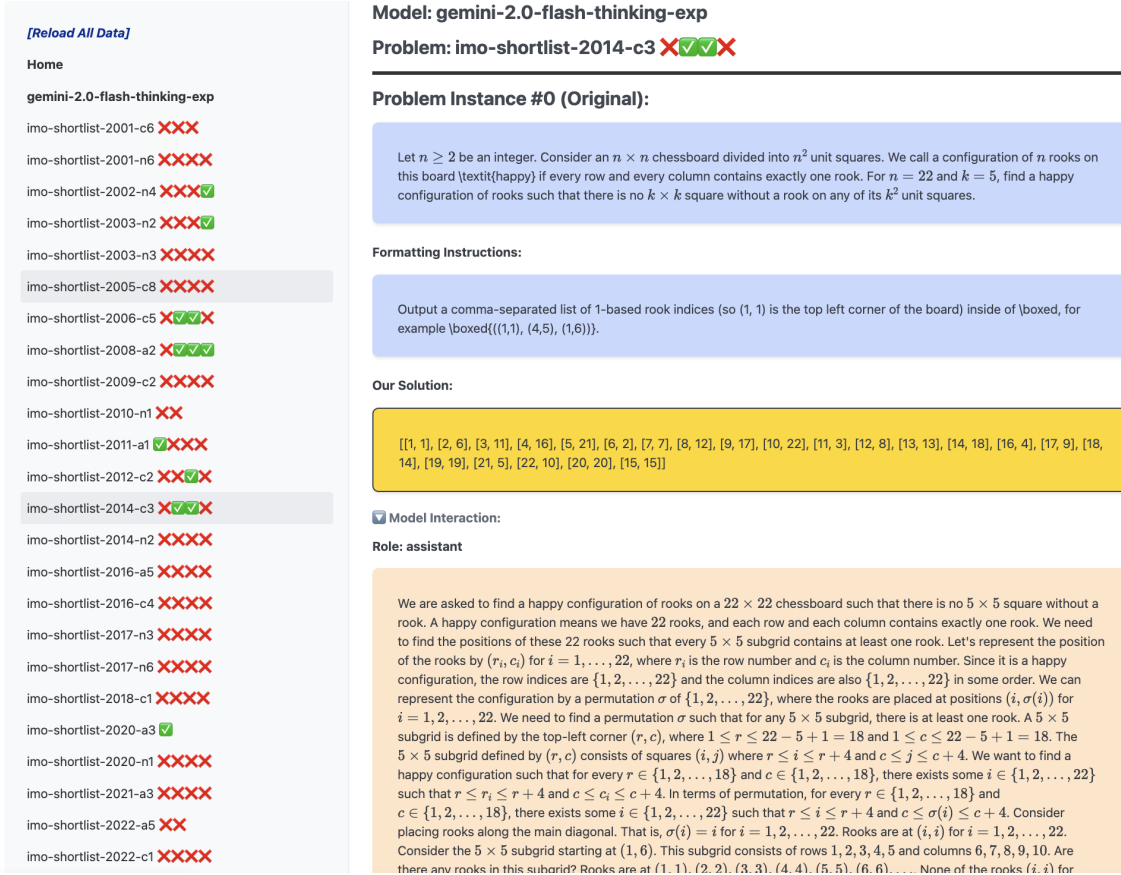 [Reload All Data]
Home
gemini-2.0-flash-thinking-exp
imo-shortlist-2001-c6 ❌❌❌
imo-shortlist-2001-n6 ❌❌❌❌
imo-shortlist-2002-n4 ❌❌❌✅
imo-shortlist-2003-n2 ❌❌❌✅
imo-shortlist-2003-n3 ❌❌❌❌
imo-shortlist-2005-c8 ❌❌❌❌
imo-shortlist-2006-c5 ❌✅✅❌
imo-shortlist-2008-a2 ❌✅✅✅
imo-shortlist-2009-c2 ❌❌❌❌
imo-shortlist-2010-n1 ❌❌
imo-shortlist-2011-a1 ✅❌❌❌
imo-shortlist-2012-c2 ❌❌✅❌
imo-shortlist-2014-c3 ❌✅✅❌
imo-shortlist-2014-n2 ❌❌❌❌
imo-shortlist-2016-a5 ❌❌❌❌
imo-shortlist-2016-c4 ❌❌❌❌
imo-shortlist-2017-n3 ❌❌❌❌
imo-shortlist-2017-n6 ❌❌❌❌
imo-shortlist-2018-c1 ❌❌❌❌
imo-shortlist-2020-a3 ✅
imo-shortlist-2020-n1 ❌❌❌❌
imo-shortlist-2021-a3 ❌❌❌❌
imo-shortlist-2022-a5 ❌❌
imo-shortlist-2022-c1 ❌❌❌❌
Model: gemini-2.0-flash-thinking-exp
Problem: imo-shortlist-2014-c3 ❌✅✅❌
Problem Instance #0 (Original):
Let n ≥ 2 be an integer. Consider an n × n chessboard divided into n² unit squares. We call a configuration of n rooks on
this board \textit{happy} if every row and every column contains exactly one rook. For n = 22 and k = 5, find a happy
configuration of rooks such that there is no k × k square without a rook on any of its k² unit squares.
Formatting Instructions:
Output a comma-separated list of 1-based rook indices (so (1, 1) is the top left corner of the board) inside of \boxed, for
example \boxed{((1,1), (4,5), (1,6))}.
Our Solution:
[[1, 1], [2, 6], [3, 11], [4, 16], [5, 21], [6, 2], [7, 7], [8, 12], [9, 17], [10, 22], [11, 3], [12, 8], [13, 13], [14, 18], [16, 4], [17, 9], [18,
14], [19, 19], [21, 5], [22, 10], [20, 20], [15, 15]]
🔽 Model Interaction:
Role: assistant
We are asked to find a happy configuration of rooks on a 22 × 22 chessboard such that there is no 5 × 5 square without a
rook. A happy configuration means we have 22 rooks, and each row and each column contains exactly one rook. We need
to find the positions of these 22 rooks such that every 5 × 5 subgrid contains at least one rook. Let's represent the position
of the rooks by (rᵢ, cᵢ) for i = 1, . . . , 22, where rᵢ is the row number and cᵢ is the column number. Since it is a happy
configuration, the row indices are {1, 2, . . . , 22} and the column indices are also {1, 2, . . . , 22} in some order. We can
represent the configuration by a permutation σ of {1, 2, . . . , 22}, where the rooks are placed at positions (i, σ(i)) for
i = 1, 2, . . . , 22. We need to find a permutation σ such that for any 5 × 5 subgrid, there is at least one rook. A 5 × 5
subgrid is defined by the top-left corner (r, c), where 1 ≤ r ≤ 22 − 5 + 1 = 18 and 1 ≤ c ≤ 22 − 5 + 1 = 18. The
5 × 5 subgrid defined by (r, c) consists of squares (i, j) where r ≤ i ≤ r + 4 and c ≤ j ≤ c + 4. We want to find a
happy configuration such that for every r ∈ {1, 2, . . . , 18} and c ∈ {1, 2, . . . , 18}, there exists some i ∈ {1, 2, . . . , 22}
such that r ≤ rᵢ ≤ r + 4 and c ≤ cᵢ ≤ c + 4. In terms of permutation, for every r ∈ {1, 2, . . . , 18} and
c ∈ {1, 2, . . . , 18}, there exists some i ∈ {1, 2, . . . , 22} such that r ≤ i ≤ r + 4 and c ≤ σ(i) ≤ c + 4. Consider
placing rooks along the main diagonal. That is, σ(i) = i for i = 1, 2, . . . , 22. Rooks are at (i, i) for i = 1, 2, . . . , 22.
Consider the 5 × 5 subgrid starting at (1, 6). This subgrid consists of rows 1, 2, 3, 4, 5 and columns 6, 7, 8, 9, 10. Are
there any rooks in this subgrid? Rooks are at (1, 1), (2, 2), (3, 3), (4, 4), (5, 5), (6, 6), . . . . None of the rooks (i, i) for